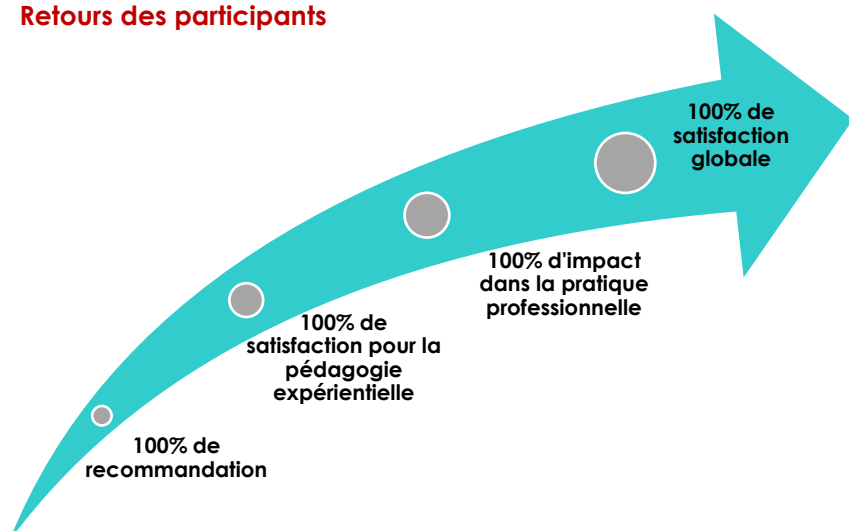 Retours des participants
100% de
satisfaction
globale
100% d'impact
dans la pratique
professionnelle
100% de
satisfaction pour la
pédagogie
expérientielle
100% de
recommandation